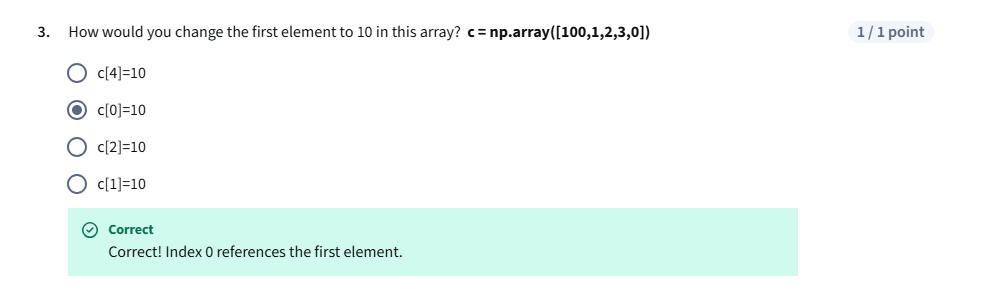 3. How would you change the first element to 10 in this array? c = np.array([100,1,2,3,0]) 1 / 1 point
c[4]=10
c[0]=10
c[2]=10
c[1]=10
Correct
Correct! Index 0 references the first element.